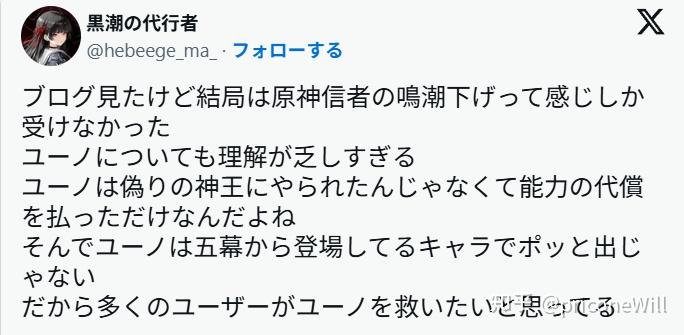 黒潮の代行者
@hebeege_ma_ · フォローする
ブログ見たけど結局は原神信者の鳴潮下げって感じしか
受けなかった
ユーノについても理解が乏しすぎる
ユーノは偽りの神王にやられたんじゃなくて能力の代償
を払っただけなんだよね
そんでユーノは五幕から登場してるキャラでポッと出じ
ゃない
だから多くのユーザーがユーノを救いたいと思ってる
知乎 @priconeWill